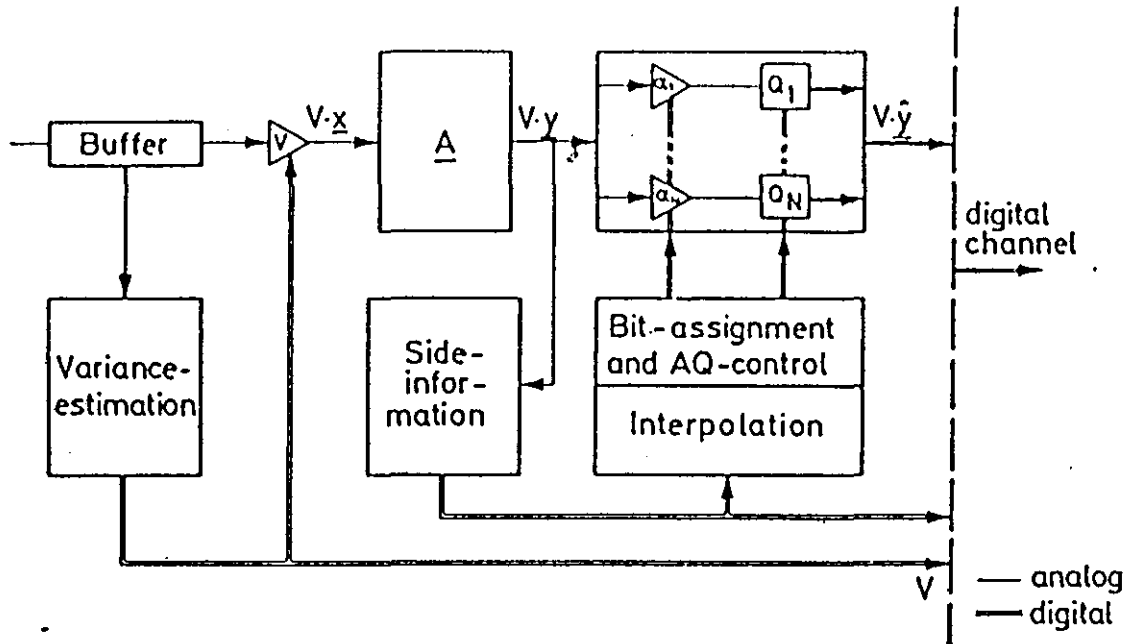 Buffer
V
V·x
A
V·y
α₁
Q₁
αₙ
Q_N
V·ŷ
digital
channel
Variance-
estimation
Side-
infor-
mation
Bit-assignment
and AQ-control
Interpolation
V
analog
digital